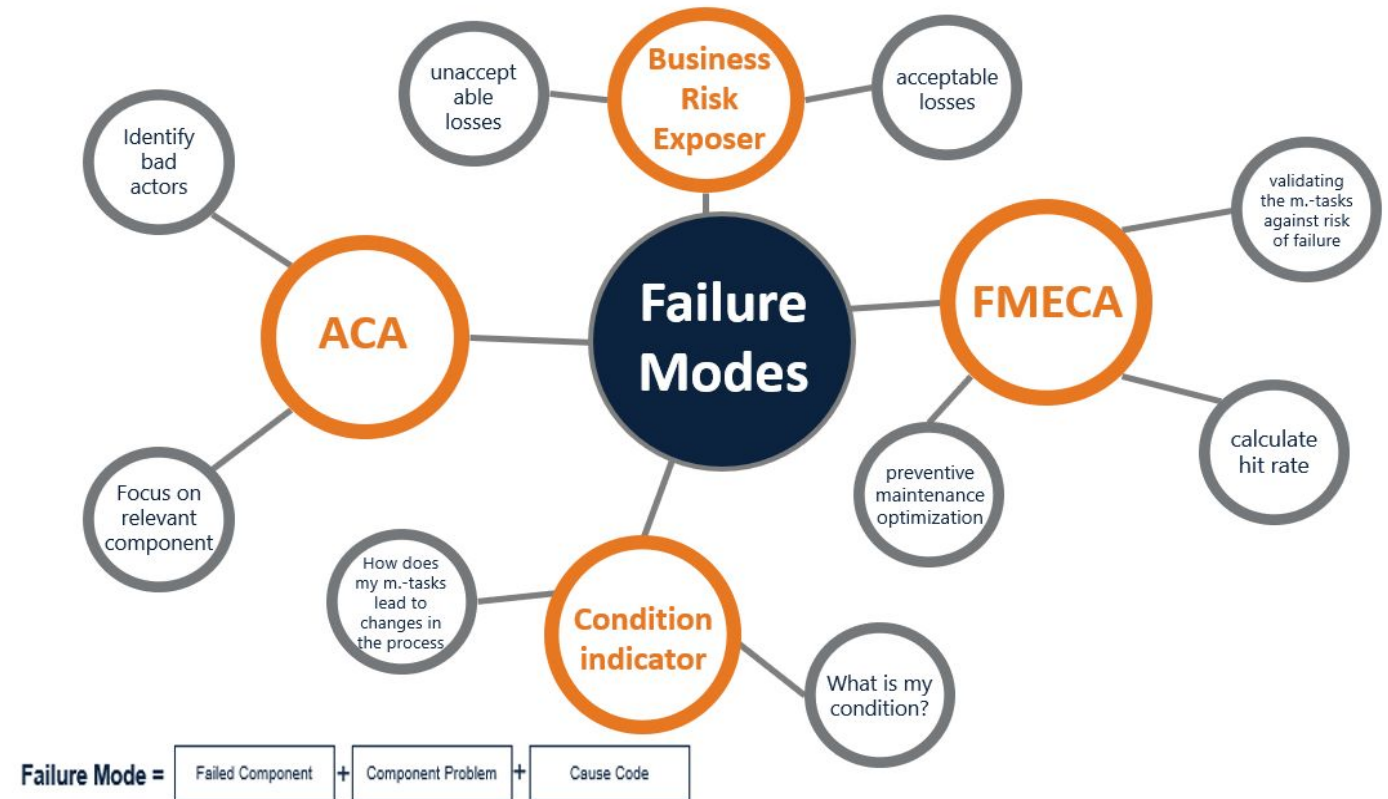 Business
Risk
Exposer
unaccept
able
losses
acceptable
losses
Identify
bad
actors
validating
the m.-tasks
against risk
of failure
Failure
Modes
FMECA
ACA
calculate
hit rate
preventive
maintenance
optimization
Focus on
relevant
component
How does
my m.-tasks
lead to
changes in
the process
Condition
indicator
What is my
condition?
Failure Mode = Failed Component + Component Problem + Cause Code